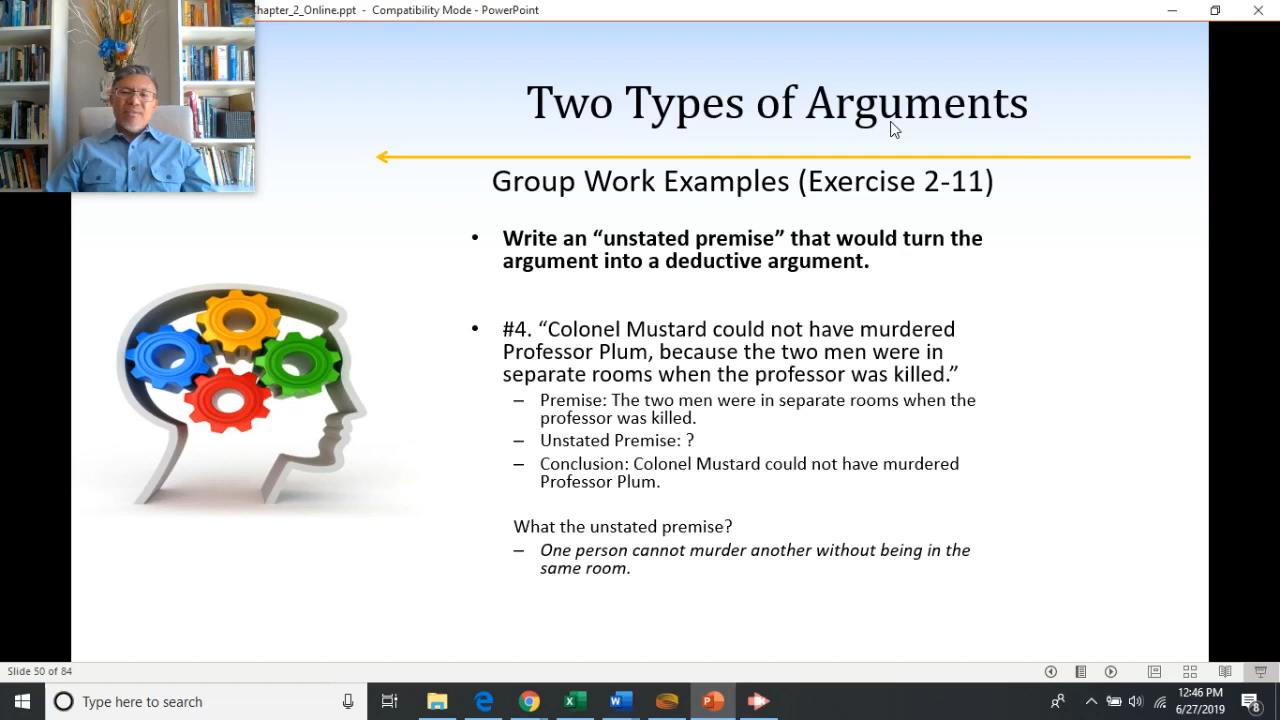 Chapter_2_Online.ppt - Compatibility Mode - PowerPoint
Two Types of Arguments
Group Work Examples (Exercise 2-11)
• Write an “unstated premise” that would turn the
argument into a deductive argument.
• #4. “Colonel Mustard could not have murdered
Professor Plum, because the two men were in
separate rooms when the professor was killed.”
– Premise: The two men were in separate rooms when the
professor was killed.
– Unstated Premise: ?
– Conclusion: Colonel Mustard could not have murdered
Professor Plum.
What the unstated premise?
– One person cannot murder another without being in the
same room.
Slide 50 of 84
Type here to search
12:46 PM
6/27/2019
8